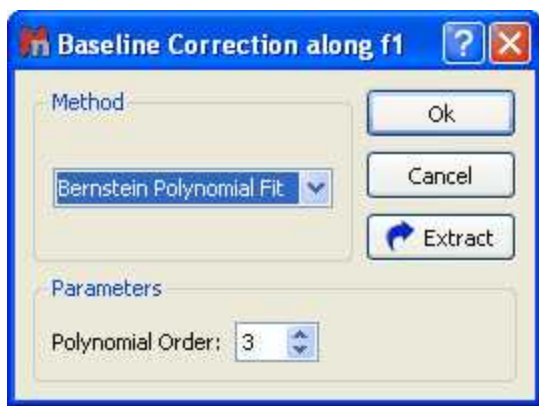 Baseline Correction along f1
Method
Bernstein Polynomial Fit
Ok
Cancel
Extract
Parameters
Polynomial Order: 3